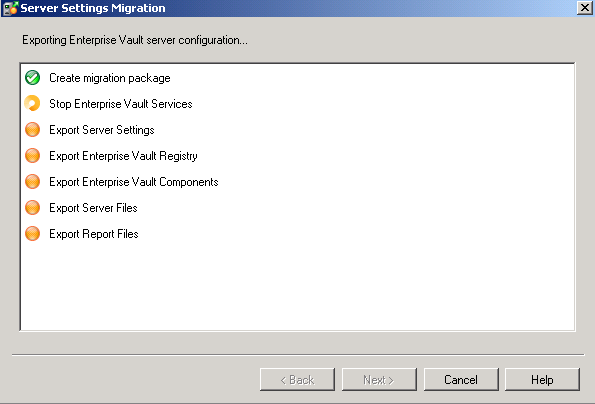 Server Settings Migration
Exporting Enterprise Vault server configuration...
Create migration package
Stop Enterprise Vault Services
Export Server Settings
Export Enterprise Vault Registry
Export Enterprise Vault Components
Export Server Files
Export Report Files
< Back Next > Cancel Help